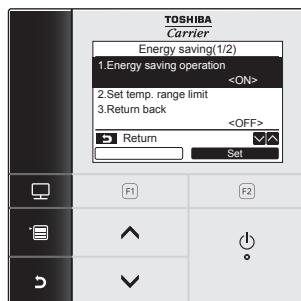 TOSHIBA
Carrier
Energy saving(1/2)
1.Energy saving operation
<ON>
2.Set temp. range limit
3.Return back
<OFF>
Return
Set
F1
F2